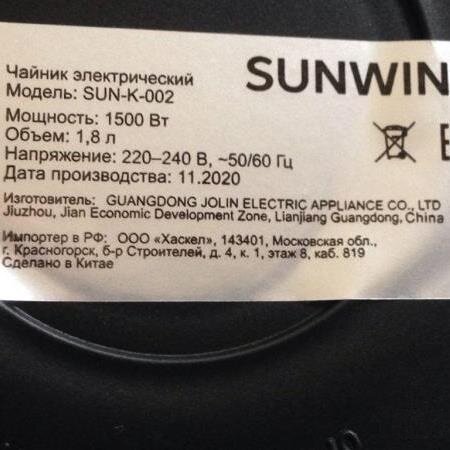 SUNWIN
Чайник электрический
Модель: SUN-K-002
Мощность: 1500 Вт
Объем: 1,8 л
Напряжение: 220–240 В, ~50/60 Гц
Дата производства: 11.2020
Изготовитель: GUANGDONG JOLIN ELECTRIC APPLIANCE CO., LTD
Jiuzhou, Jian Economic Development Zone, Lianjiang Guangdong, China
Импортер в РФ: ООО «Хаскел», 143401, Московская обл.,
г. Красногорск, б-р Строителей, д. 4, к. 1, этаж 8, каб. 819
Сделано в Китае